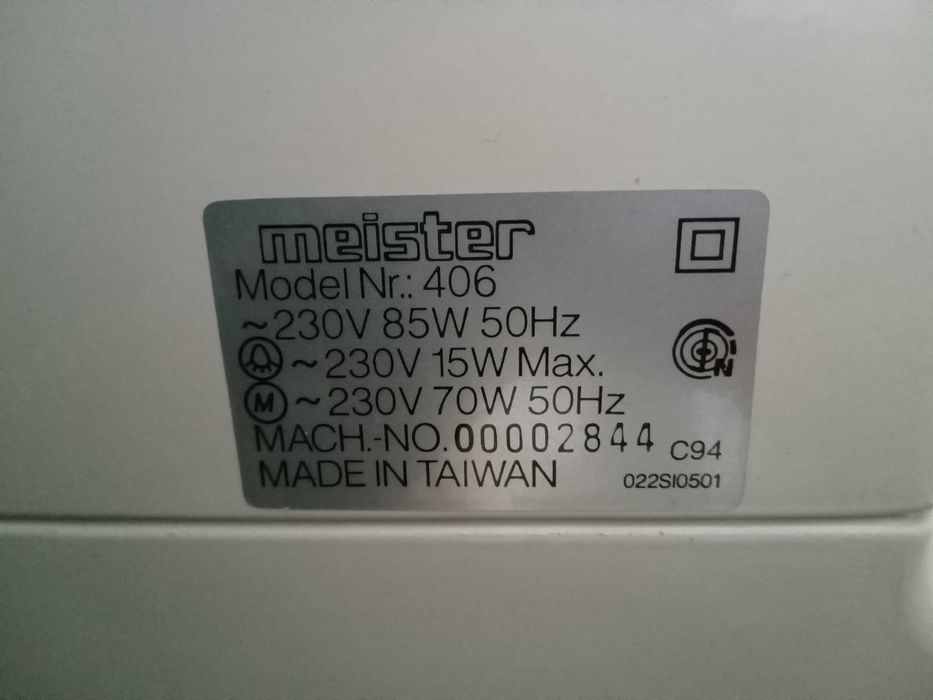 meister
Model Nr.: 406
~230V 85W 50Hz
~230V 15W Max.
M ~230V 70W 50Hz
MACH.-NO. 00002844 C94
MADE IN TAIWAN 022SI0501